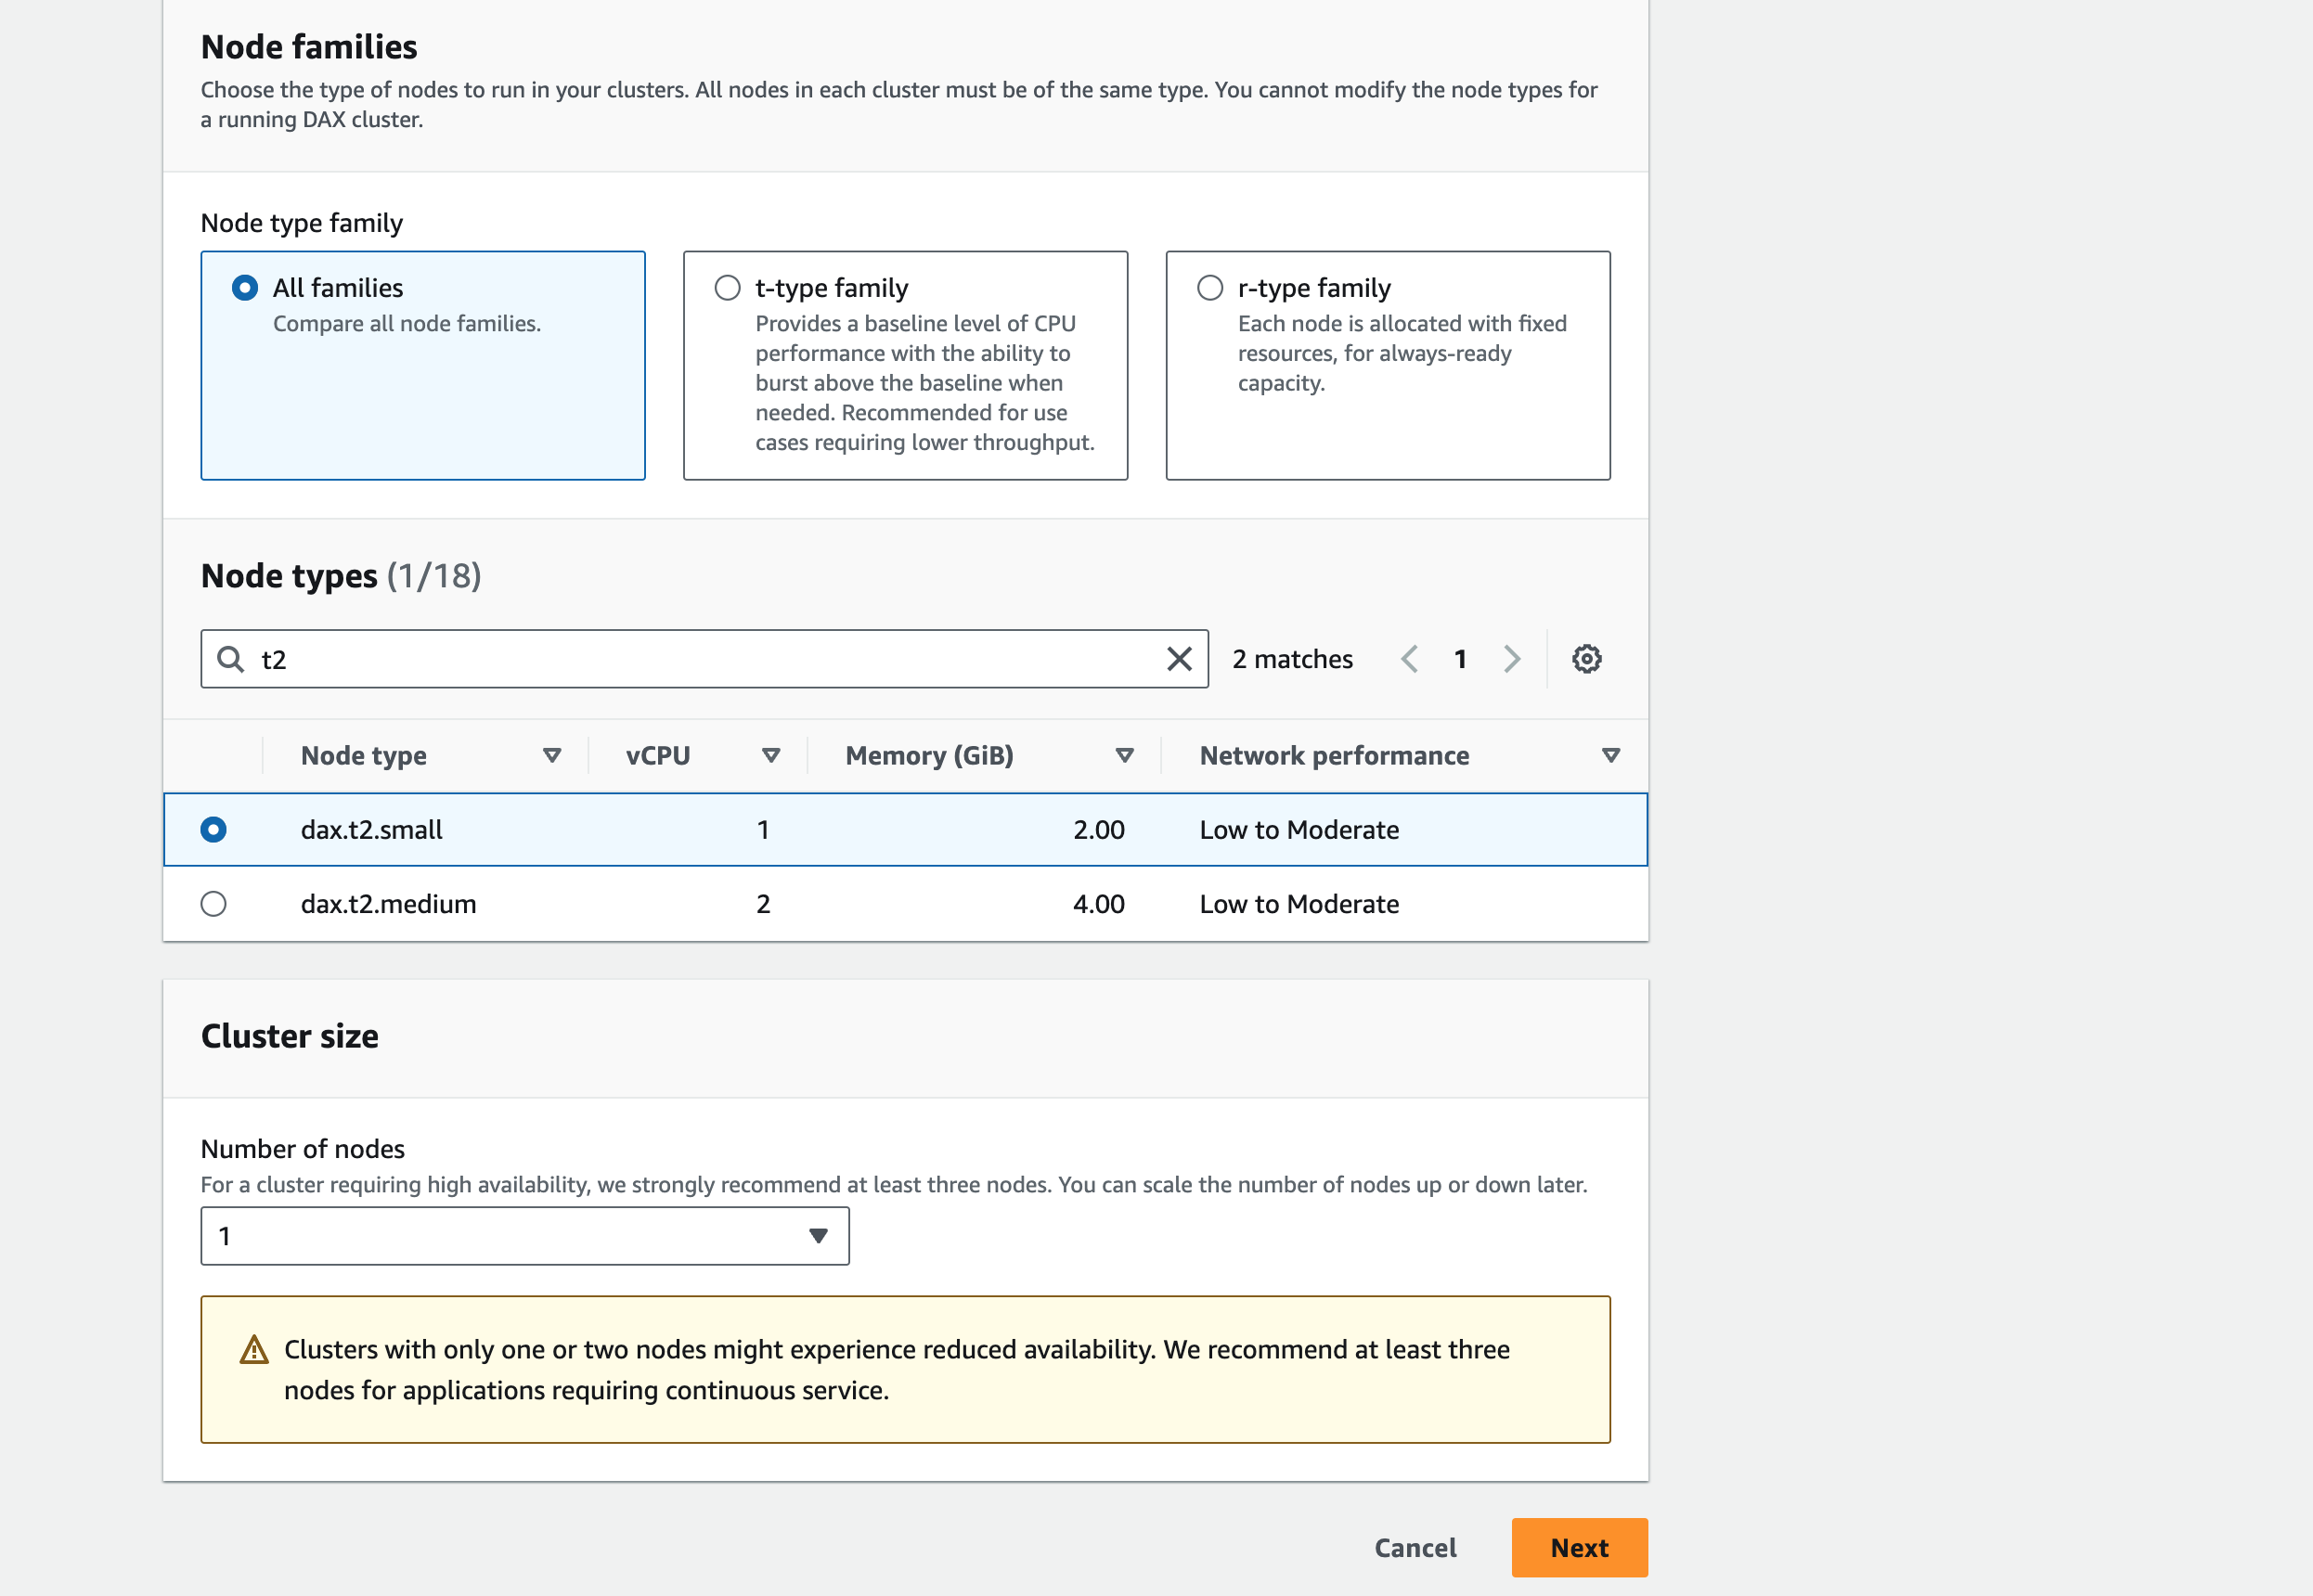 Node families
Choose the type of nodes to run in your clusters. All nodes in each cluster must be of the same type. You cannot modify the node types for
a running DAX cluster.
Node type family
All families
Compare all node families.
t-type family
Provides a baseline level of CPU
performance with the ability to
burst above the baseline when
needed. Recommended for use
cases requiring lower throughput.
r-type family
Each node is allocated with fixed
resources, for always-ready
capacity.
Node types (1/18)
t2
2 matches
1
Node type vCPU Memory (GiB) Network performance
dax.t2.small 1 2.00 Low to Moderate
dax.t2.medium 2 4.00 Low to Moderate
Cluster size
Number of nodes
For a cluster requiring high availability, we strongly recommend at least three nodes. You can scale the number of nodes up or down later.
1
Clusters with only one or two nodes might experience reduced availability. We recommend at least three
nodes for applications requiring continuous service.
Cancel
Next